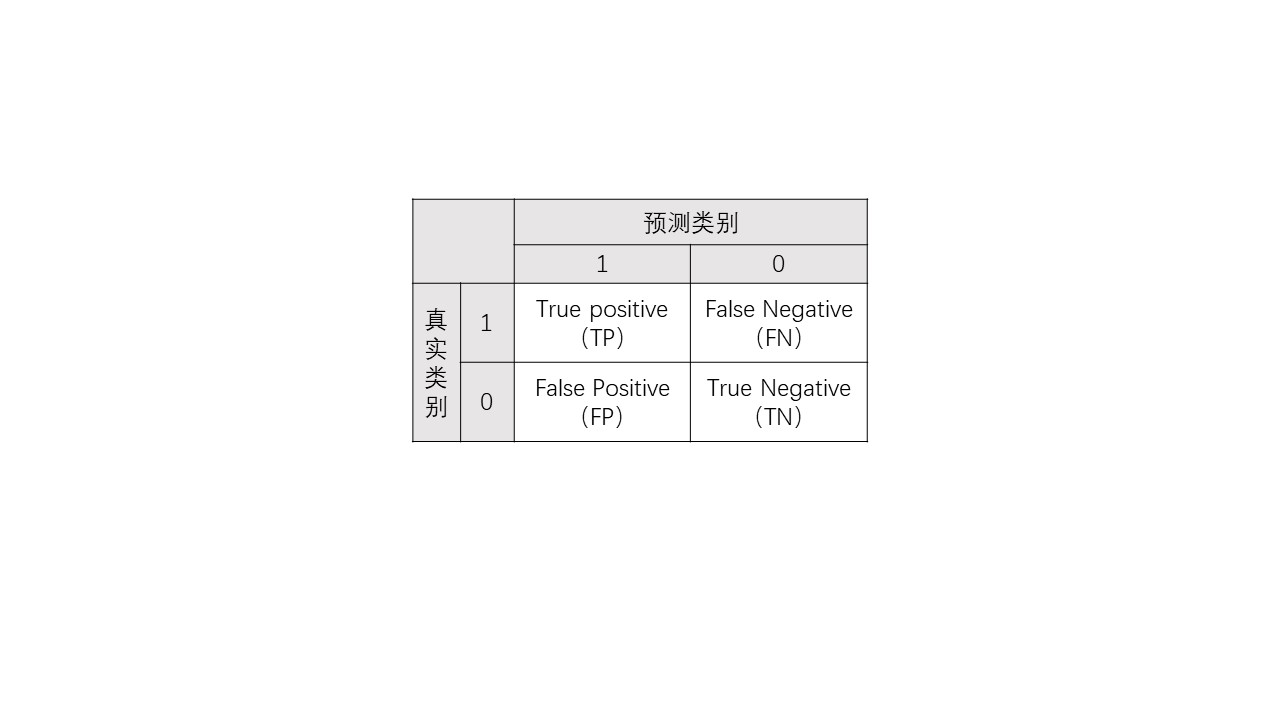 预测类别
1
0
真实类别
1
True positive
（TP）
False Negative
（FN）
0
False Positive
（FP）
True Negative
（TN）